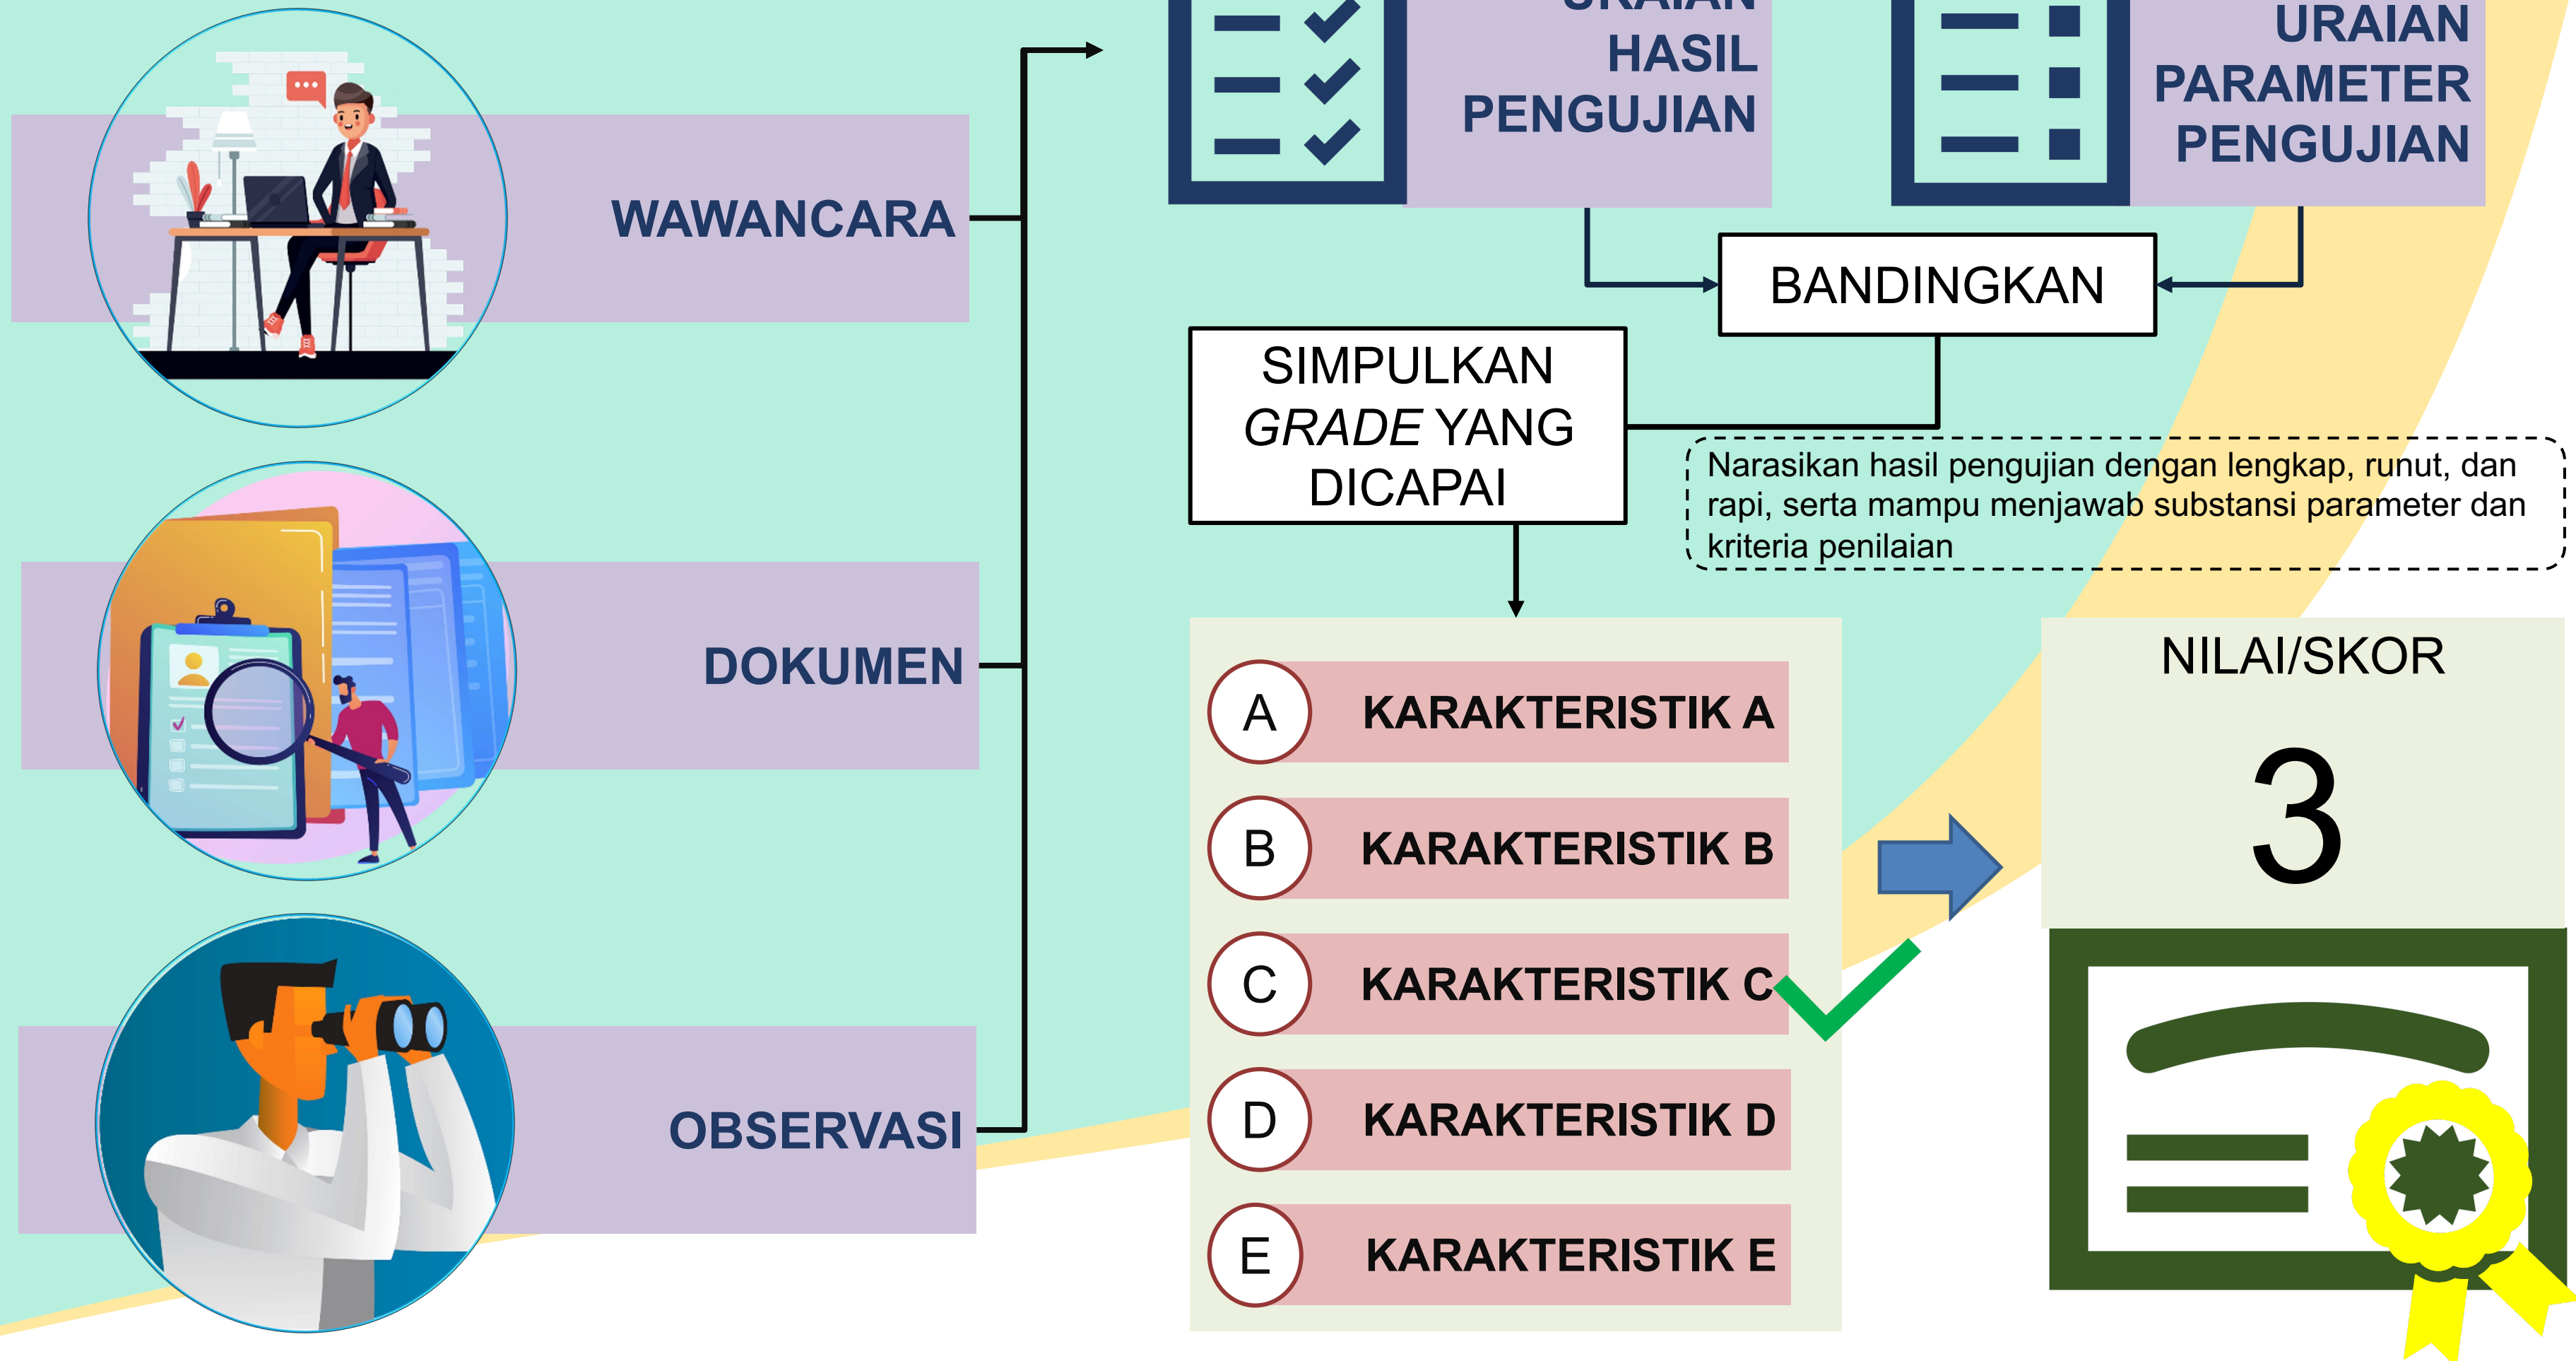 WAWANCARA
DOKUMEN
OBSERVASI
URAIAN
HASIL
PENGUJIAN
URAIAN
PARAMETER
PENGUJIAN
BANDINGKAN
SIMPULKAN
GRADE YANG
DICAPAI
Narasikan hasil pengujian dengan lengkap, runut, dan
rapi, serta mampu menjawab substansi parameter dan
kriteria penilaian
A KARAKTERISTIK A
B KARAKTERISTIK B
C KARAKTERISTIK C
D KARAKTERISTIK D
E KARAKTERISTIK E
NILAI/SKOR
3